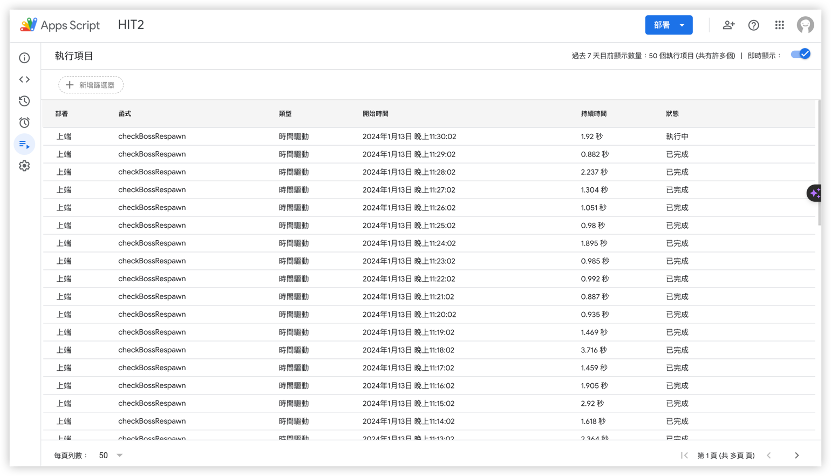 Apps Script HIT2 部署
執行項目 過去 7 天目前顯示數量：50 個執行項目 (共有許多個) | 即時顯示：
新增篩選器
部署 函式 類型 開始時間 持續時間 狀態
上端 checkBossRespawn 時間驅動 2024年1月13日 晚上11:30:02 1.92 秒 執行中
上端 checkBossRespawn 時間驅動 2024年1月13日 晚上11:29:02 0.882 秒 已完成
上端 checkBossRespawn 時間驅動 2024年1月13日 晚上11:28:02 2.237 秒 已完成
上端 checkBossRespawn 時間驅動 2024年1月13日 晚上11:27:02 1.304 秒 已完成
上端 checkBossRespawn 時間驅動 2024年1月13日 晚上11:26:02 1.051 秒 已完成
上端 checkBossRespawn 時間驅動 2024年1月13日 晚上11:25:02 0.98 秒 已完成
上端 checkBossRespawn 時間驅動 2024年1月13日 晚上11:24:02 1.895 秒 已完成
上端 checkBossRespawn 時間驅動 2024年1月13日 晚上11:23:02 0.985 秒 已完成
上端 checkBossRespawn 時間驅動 2024年1月13日 晚上11:22:02 0.992 秒 已完成
上端 checkBossRespawn 時間驅動 2024年1月13日 晚上11:21:02 0.887 秒 已完成
上端 checkBossRespawn 時間驅動 2024年1月13日 晚上11:20:02 0.935 秒 已完成
上端 checkBossRespawn 時間驅動 2024年1月13日 晚上11:19:02 1.469 秒 已完成
上端 checkBossRespawn 時間驅動 2024年1月13日 晚上11:18:02 3.716 秒 已完成
上端 checkBossRespawn 時間驅動 2024年1月13日 晚上11:17:02 1.459 秒 已完成
上端 checkBossRespawn 時間驅動 2024年1月13日 晚上11:16:02 1.905 秒 已完成
上端 checkBossRespawn 時間驅動 2024年1月13日 晚上11:15:02 2.92 秒 已完成
上端 checkBossRespawn 時間驅動 2024年1月13日 晚上11:14:02 1.618 秒 已完成
上端 checkBossRespawn 時間驅動 2024年1月13日 晚上11:13:02 2.364 秒 已完成
每頁列數： 50 第 1 頁 (共 多頁 頁)